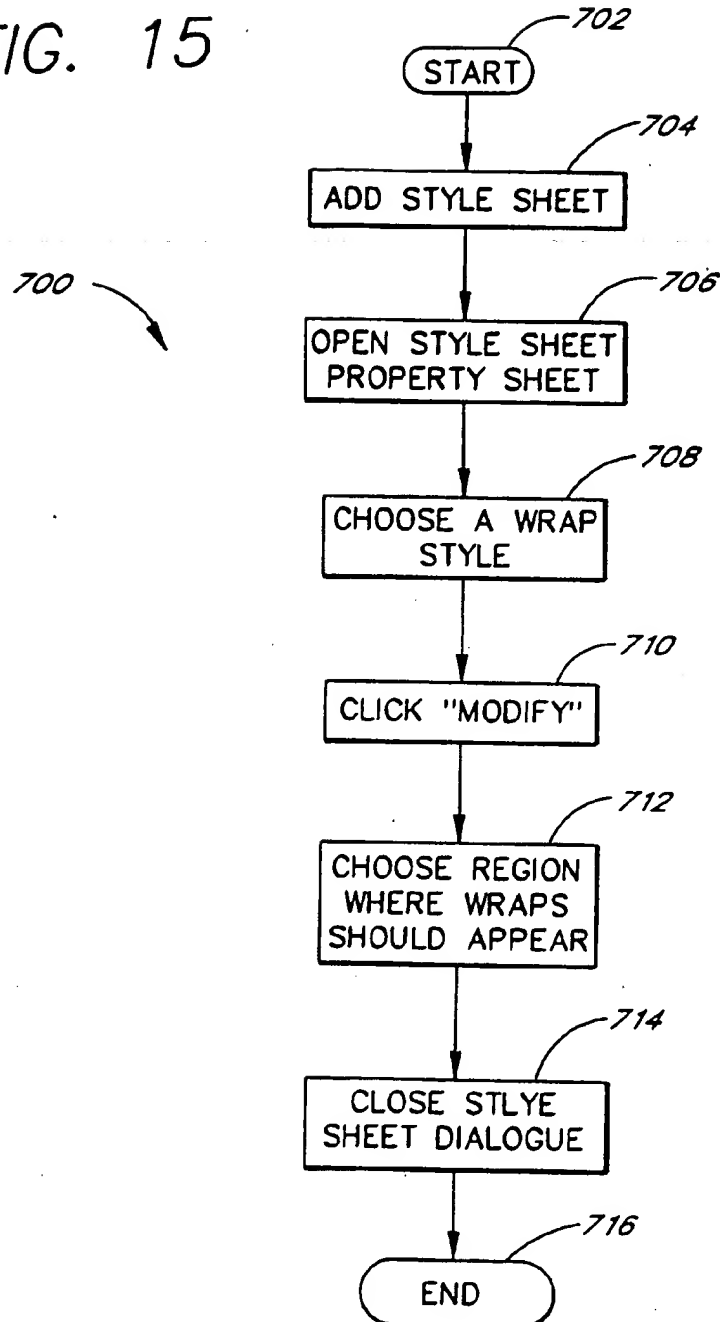 FIG. 15
702
START
704
ADD STYLE SHEET
700
706
OPEN STYLE SHEET
PROPERTY SHEET
708
CHOOSE A WRAP
STYLE
710
CLICK "MODIFY"
712
CHOOSE REGION
WHERE WRAPS
SHOULD APPEAR
714
CLOSE STLYE
SHEET DIALOGUE
716
END